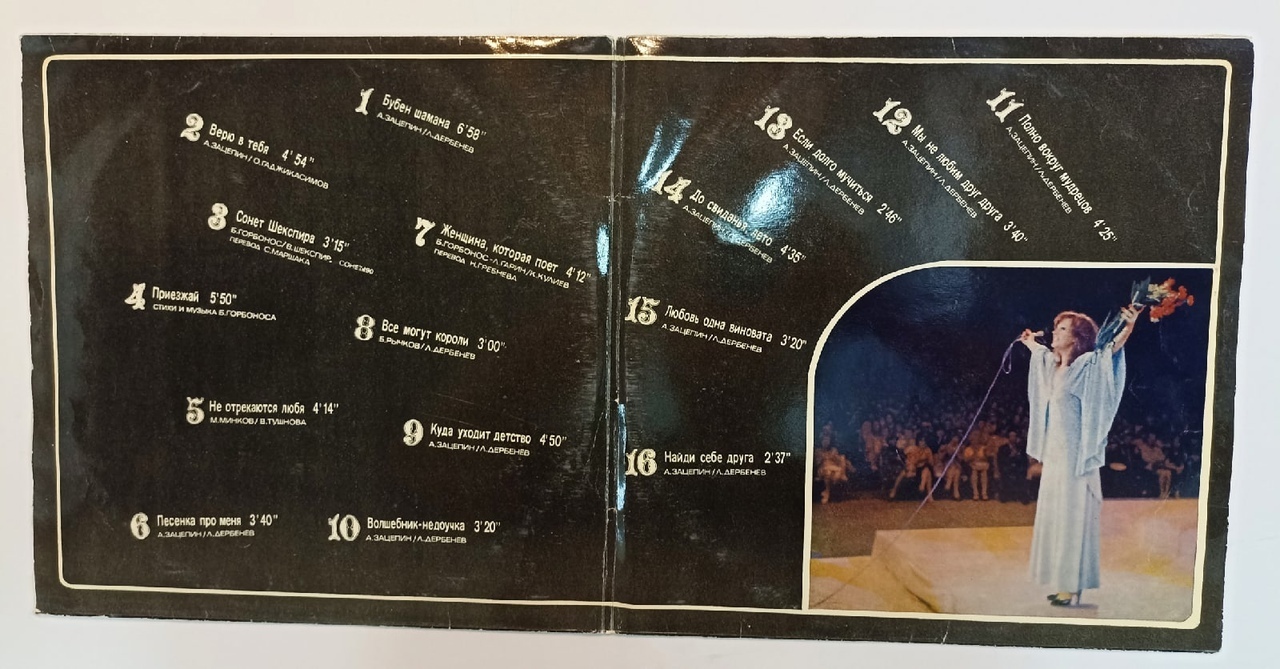 1 Бубен шамана 6'58"
А.ЗАЦЕПИН/Л.ДЕРБЕНЕВ
2 Верю в тебя 4'54"
А.ЗАЦЕПИН/О.ГАДЖИКАСИМОВ
3 Сонет Шекспира 3'15"
Б.ГОРБОНОС/В.ШЕКСПИР, СОНЕТ №90
ПЕРЕВОД С.МАРШАКА
4 Приезжай 5'50"
СТИХИ И МУЗЫКА Б.ГОРБОНОСА
5 Не отрекаются любя 4'14"
М.МИНКОВ/В.ТУШНОВА
6 Песенка про меня 3'40"
А.ЗАЦЕПИН/Л.ДЕРБЕНЕВ
7 Женщина, которая поет 4'12"
Б.ГОРБОНОС-Л.ГАРИН/К.КУЛИЕВ
ПЕРЕВОД Н.ГРЕБНЕВА
8 Все могут короли 3'00"
Б.РЫЧКОВ/Л.ДЕРБЕНЕВ
9 Куда уходит детство 4'50"
А.ЗАЦЕПИН/Л.ДЕРБЕНЕВ
10 Волшебник-недоучка 3'20"
А.ЗАЦЕПИН/Л.ДЕРБЕНЕВ
11 Полно вокруг мудрецов 4'25"
А.ЗАЦЕПИН/Л.ДЕРБЕНЕВ
12 Мы не любим друг друга 3'40"
А.ЗАЦЕПИН/Л.ДЕРБЕНЕВ
13 Если долго мучиться 2'46"
А.ЗАЦЕПИН/Л.ДЕРБЕНЕВ
14 До свиданья лето 4'35"
А.ЗАЦЕПИН/Л.ДЕРБЕНЕВ
15 Любовь одна виновата 3'20"
А.ЗАЦЕПИН/Л.ДЕРБЕНЕВ
16 Найди себе друга 2'37"
А.ЗАЦЕПИН/Л.ДЕРБЕНЕВ